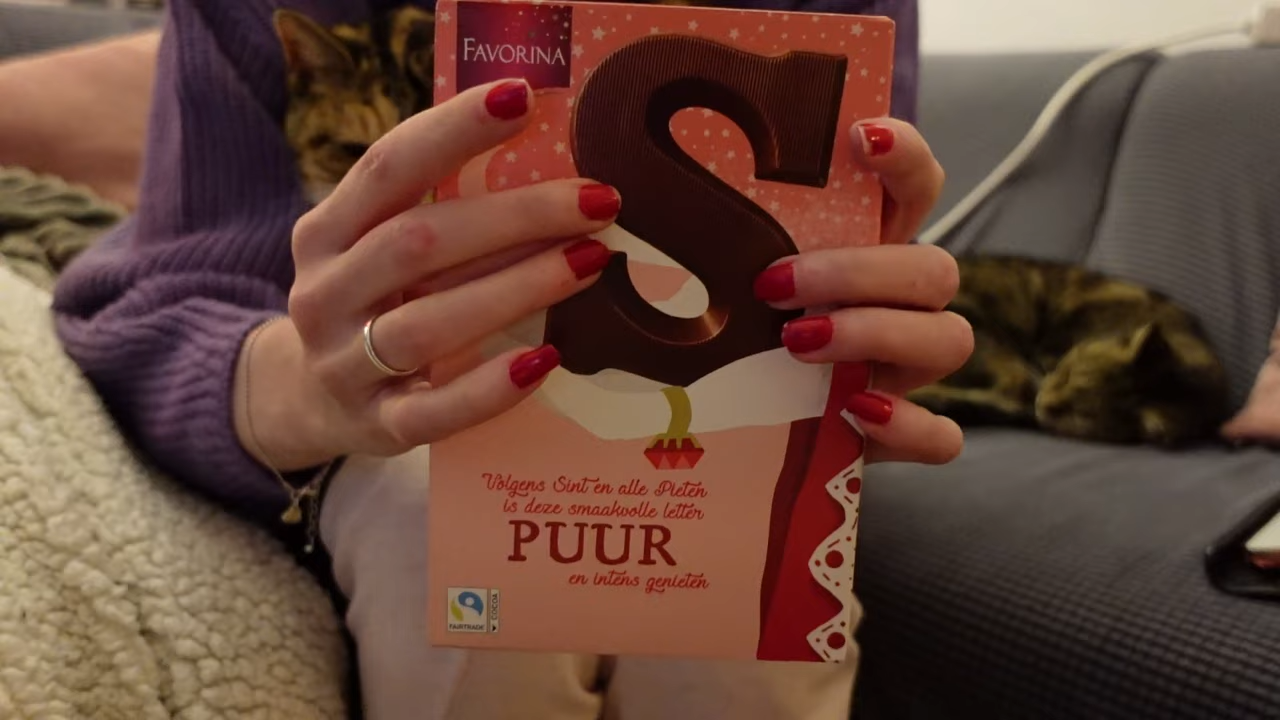 FAVORINA
Volgens Sint en alle Pieten
is deze smaakvolle letter
PUUR
en intens genieten
FAIRTRADE
COCOA